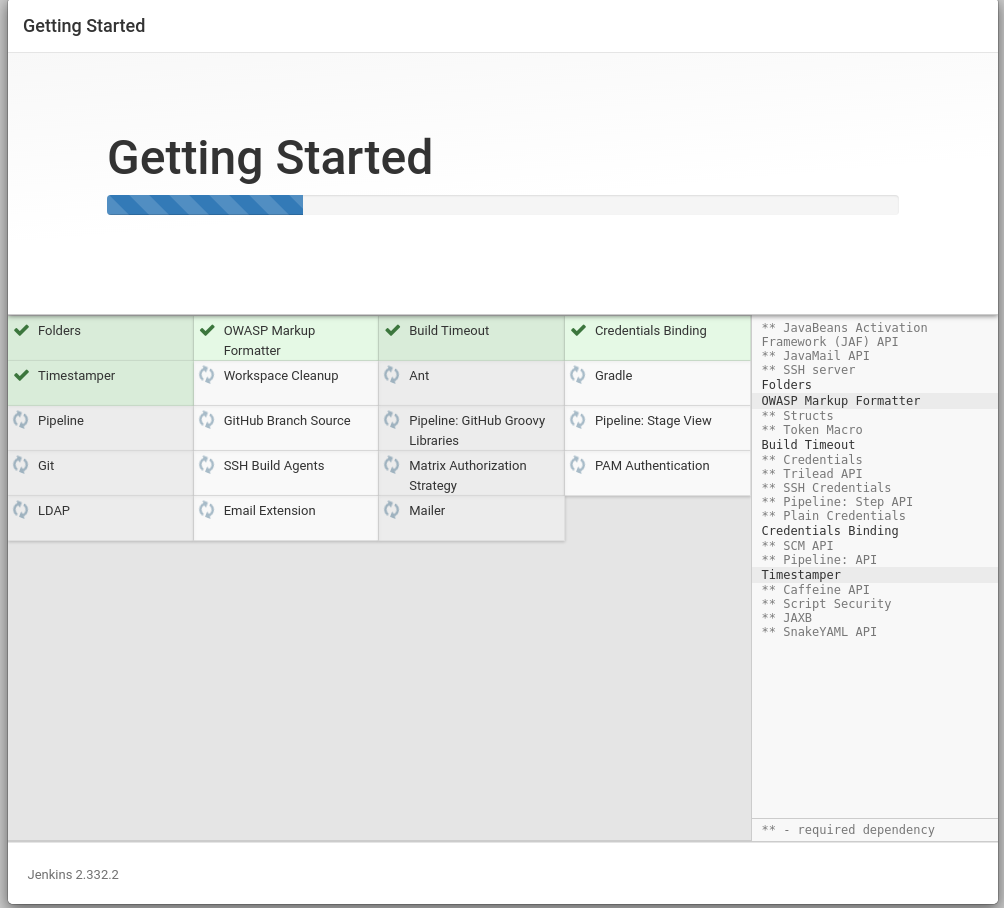 Getting Started
Getting Started
Folders
OWASP Markup
Formatter
Build Timeout
Credentials Binding
Timestamper
Workspace Cleanup
Ant
Gradle
Pipeline
GitHub Branch Source
Pipeline: GitHub Groovy
Libraries
Pipeline: Stage View
Git
SSH Build Agents
Matrix Authorization
Strategy
PAM Authentication
LDAP
Email Extension
Mailer
** JavaBeans Activation
Framework (JAF) API
** JavaMail API
** SSH server
Folders
OWASP Markup Formatter
** Structs
** Token Macro
Build Timeout
** Credentials
** Trilead API
** SSH Credentials
** Pipeline: Step API
** Plain Credentials
Credentials Binding
** SCM API
** Pipeline: API
Timestamper
** Caffeine API
** Script Security
** JAXB
** SnakeYAML API
** - required dependency
Jenkins 2.332.2